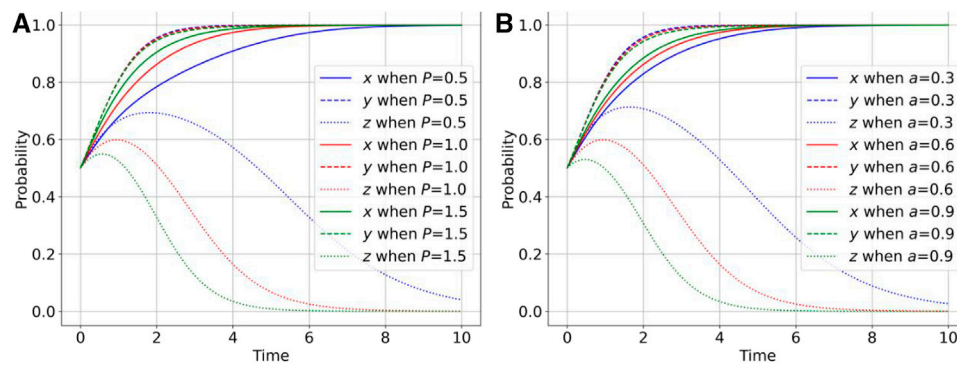 A
1.0
0.8
0.6
0.4
0.2
0.0
Probability
0 2 4 6 8 10
Time
x when P=0.5
y when P=0.5
z when P=0.5
x when P=1.0
y when P=1.0
z when P=1.0
x when P=1.5
y when P=1.5
z when P=1.5
B
1.0
0.8
0.6
0.4
0.2
0.0
Probability
0 2 4 6 8 10
Time
x when a=0.3
y when a=0.3
z when a=0.3
x when a=0.6
y when a=0.6
z when a=0.6
x when a=0.9
y when a=0.9
z when a=0.9